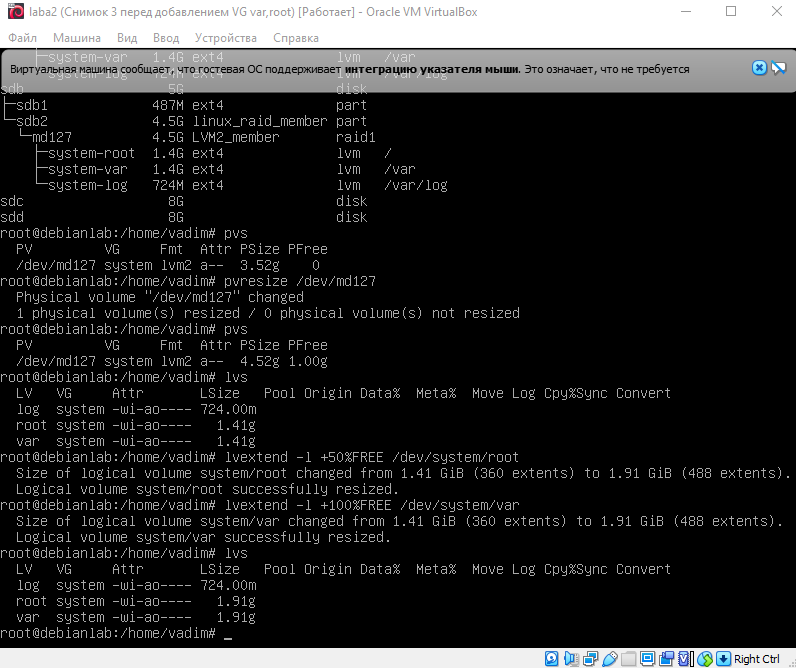 laba2 (Снимок 3 перед добавлением VG var,root) [Работает] - Oracle VM VirtualBox
Файл Машина Вид Ввод Устройства Справка
├─system-var 1.4G ext4 lvm /var
Виртуальная машина сообщает, что гостевая ОС поддерживает интеграцию указателя мыши. Это означает, что не требуется
sdb 5G disk
├─sdb1 487M ext4 part
└─sdb2 4.5G linux_raid_member part
  └─md127 4.5G LVM2_member raid1
    ├─system-root 1.4G ext4 lvm /
    ├─system-var 1.4G ext4 lvm /var
    └─system-log 724M ext4 lvm /var/log
sdc 8G disk
sdd 8G disk
root@debianlab:/home/vadim# pvs
  PV VG Fmt Attr PSize PFree
  /dev/md127 system lvm2 a-- 3.52g 0
root@debianlab:/home/vadim# pvresize /dev/md127
  Physical volume "/dev/md127" changed
  1 physical volume(s) resized / 0 physical volume(s) not resized
root@debianlab:/home/vadim# pvs
  PV VG Fmt Attr PSize PFree
  /dev/md127 system lvm2 a-- 4.52g 1.00g
root@debianlab:/home/vadim# lvs
  LV VG Attr LSize Pool Origin Data% Meta% Move Log Cpy%Sync Convert
  log system -wi-ao---- 724.00m
  root system -wi-ao---- 1.41g
  var system -wi-ao---- 1.41g
root@debianlab:/home/vadim# lvextend -l +50%FREE /dev/system/root
  Size of logical volume system/root changed from 1.41 GiB (360 extents) to 1.91 GiB (488 extents).
  Logical volume system/root successfully resized.
root@debianlab:/home/vadim# lvextend -l +100%FREE /dev/system/var
  Size of logical volume system/var changed from 1.41 GiB (360 extents) to 1.91 GiB (488 extents).
  Logical volume system/var successfully resized.
root@debianlab:/home/vadim# lvs
  LV VG Attr LSize Pool Origin Data% Meta% Move Log Cpy%Sync Convert
  log system -wi-ao---- 724.00m
  root system -wi-ao---- 1.91g
  var system -wi-ao---- 1.91g
root@debianlab:/home/vadim# _
Right Ctrl